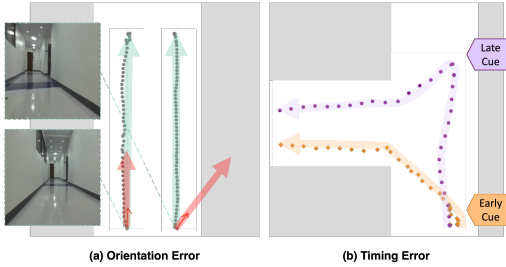 Late
Cue
Early
Cue
(a) Orientation Error
(b) Timing Error